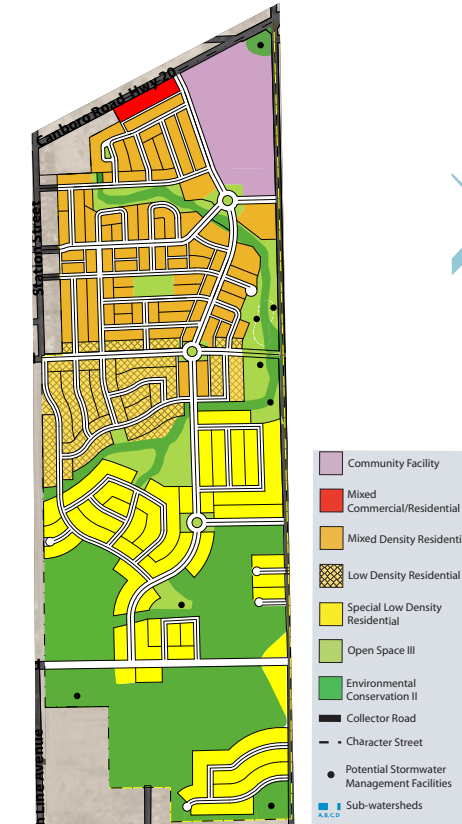 Canboro Road Hwy 20
Station Street
n Line Avenue
Community Facility
Mixed
Commercial/Residential
Mixed Density Residenti
Low Density Residential
Special Low Density
Residential
Open Space III
Environmental
Conservation II
Collector Road
Character Street
Potential Stormwater
Management Facilities
Sub-watersheds
A,B,C,D